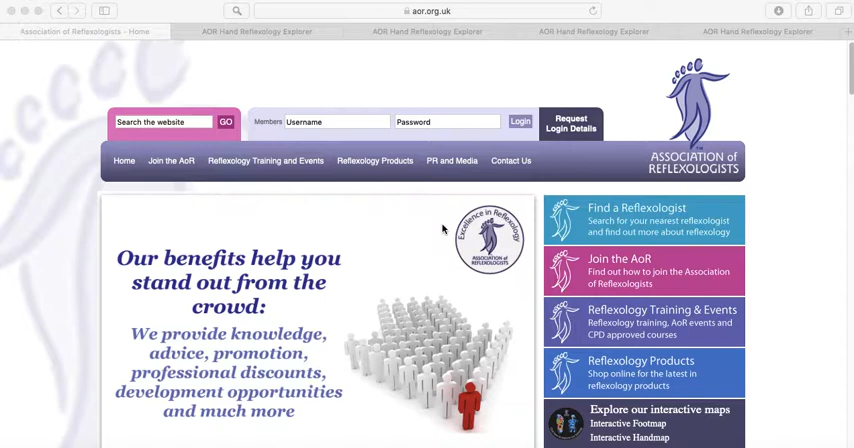 aor.org.uk
Association of Reflexologists - Home
AOR Hand Reflexology Explorer
AOR Hand Reflexology Explorer
AOR Hand Reflexology Explorer
AOR Hand Reflexology Explorer
Search the website
GO
Members
Username
Password
Login
Request
Login Details
Home
Join the AoR
Reflexology Training and Events
Reflexology Products
PR and Media
Contact Us
ASSOCIATION of
REFLEXOLOGISTS
Excellence in Reflexology
ASSOCIATION of
REFLEXOLOGISTS
Our benefits help you
stand out from the
crowd:
We provide knowledge,
advice, promotion,
professional discounts,
development opportunities
and much more
Find a Reflexologist
Search for your nearest reflexologist
and find out more about reflexology
Join the AoR
Find out how to join the Association
of Reflexologists
Reflexology Training & Events
Reflexology training, AoR events and
CPD approved courses
Reflexology Products
Shop online for the latest in
reflexology products
Explore our interactive maps
Interactive Footmap
Interactive Handmap